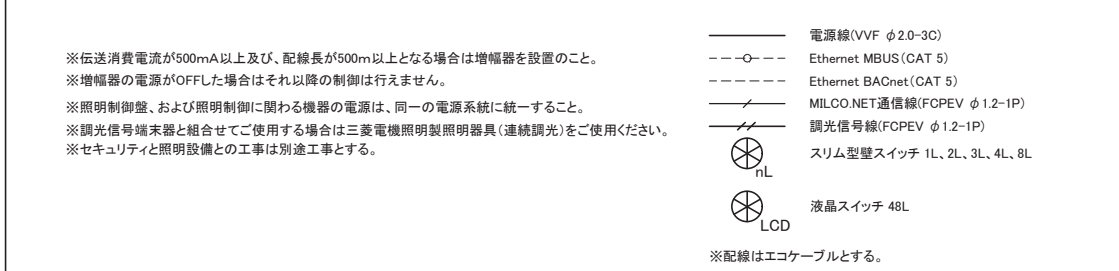 ※伝送消費電流が500mA以上及び、配線長が500m以上となる場合は増幅器を設置のこと。
※増幅器の電源がOFFした場合はそれ以降の制御は行えません。
※照明制御盤、および照明制御に関わる機器の電源は、同一の電源系統に統一すること。
※調光信号端末器と組合せてご使用する場合は三菱電機照明製照明器具(連続調光)をご使用ください。
※セキュリティと照明設備との工事は別途工事とする。
電源線(VVF φ2.0-3C)
Ethernet MBUS(CAT 5)
Ethernet BACnet(CAT 5)
MILCO.NET通信線(FCPEV φ1.2-1P)
調光信号線(FCPEV φ1.2-1P)
nL スリム型壁スイッチ 1L、2L、3L、4L、8L
LCD 液晶スイッチ 48L
※配線はエコケーブルとする。